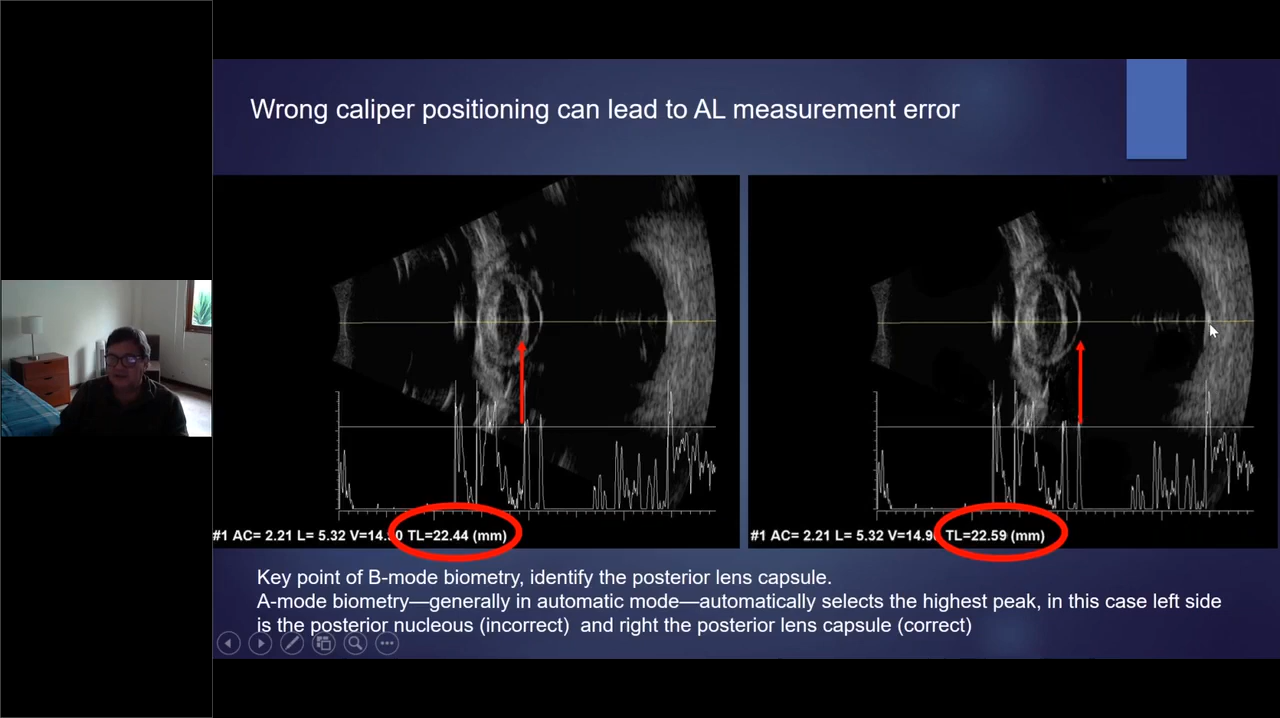 Wrong caliper positioning can lead to AL measurement error
#1 AC= 2.21 L= 5.32 TL=22.44 (mm)
#1 AC= 2.21 L= 5.32 TL=22.59 (mm)
Key point of B-mode biometry, identify the posterior lens capsule.
A-mode biometry—generally in automatic mode—automatically selects the highest peak, in this case left side
is the posterior nucleous (incorrect) and right the posterior lens capsule (correct)